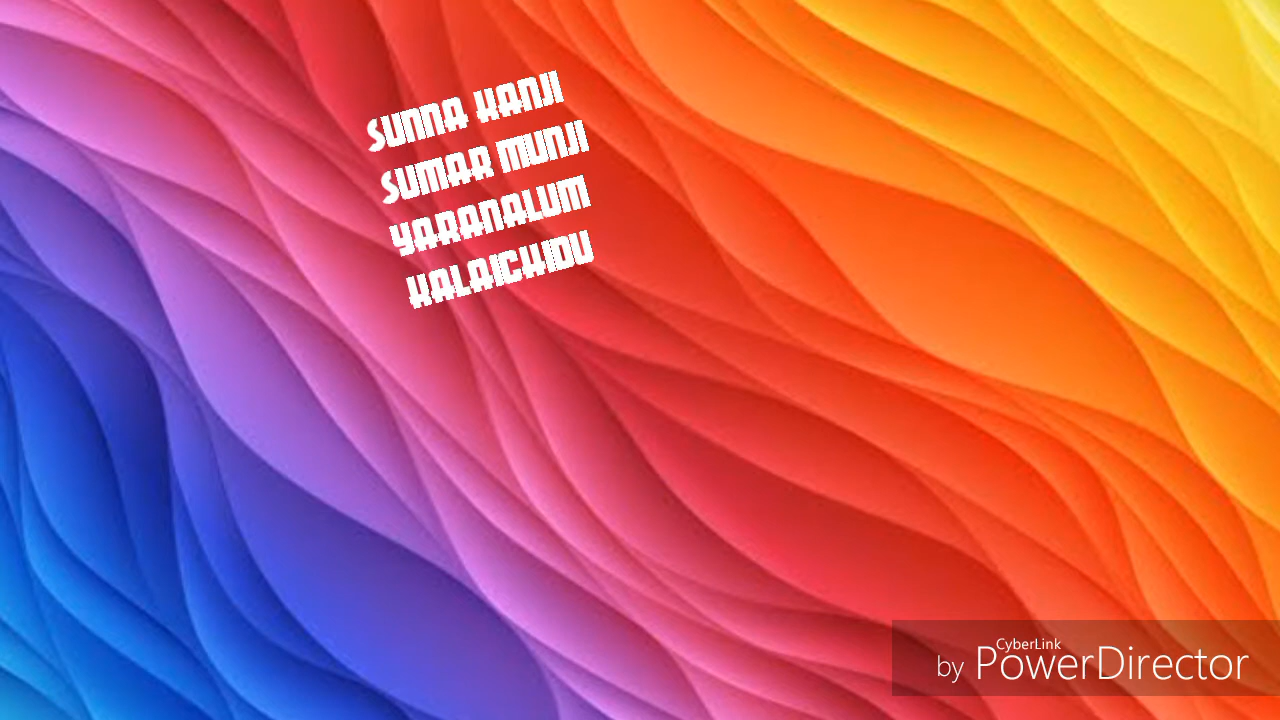 SUNNA KANJI
SUMAR MUNJI
YARANALUM
KALAICHIDU
CyberLink
by PowerDirector